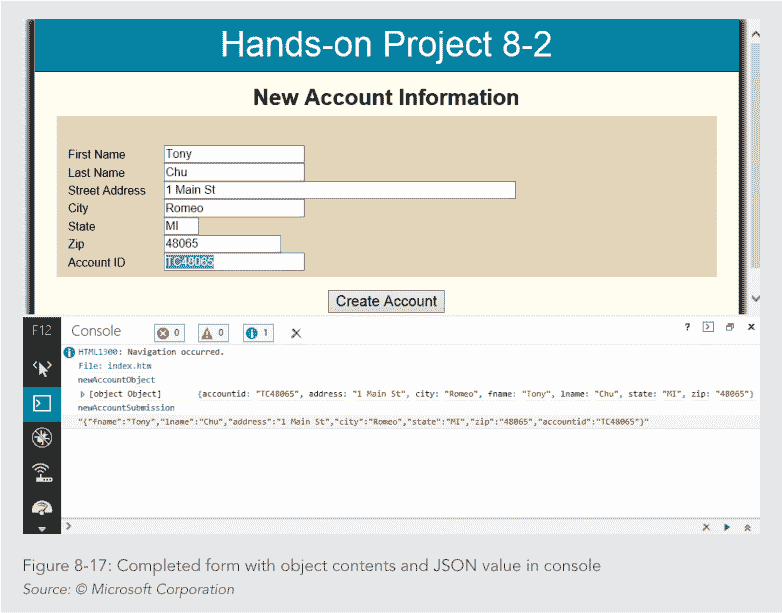 Hands-on Project 8-2
New Account Information
First Name Tony
Last Name Chu
Street Address 1 Main St
City Romeo
State MI
Zip 48065
Account ID TC48065
Create Account
F12 Console 0 0 1 ?
HTML1300: Navigation occurred.
File: index.htm
newAccountObject
[object Object] {accountid: "TC48065", address: "1 Main St", city: "Romeo", fname: "Tony", lname: "Chu", state: "MI", zip: "48065"}
newAccountSubmission
"{"fname":"Tony","lname":"Chu","address":"1 Main St","city":"Romeo","state":"MI","zip":"48065","accountid":"TC48065"}"
Figure 8-17: Completed form with object contents and JSON value in console
Source: © Microsoft Corporation